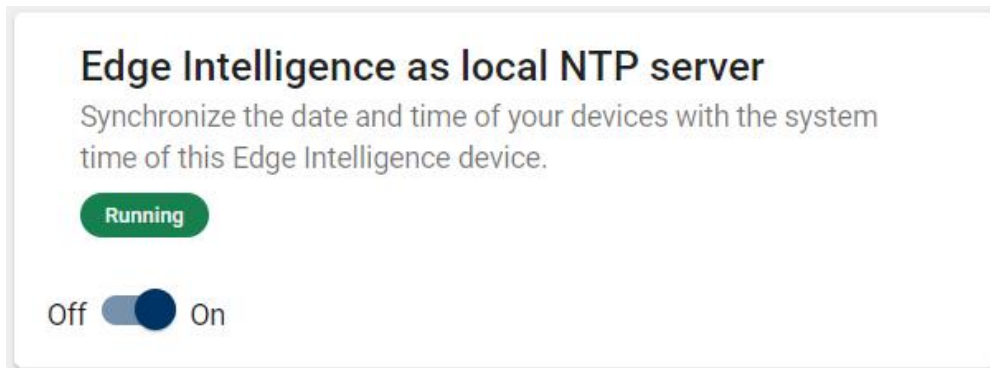 Edge Intelligence as local NTP server
Synchronize the date and time of your devices with the system
time of this Edge Intelligence device.
Running
Off On